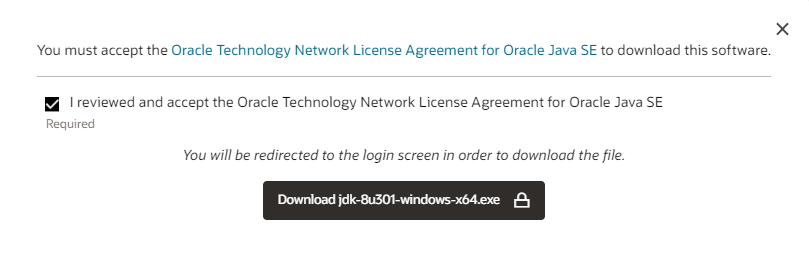 You must accept the Oracle Technology Network License Agreement for Oracle Java SE to download this software.
I reviewed and accept the Oracle Technology Network License Agreement for Oracle Java SE
Required
You will be redirected to the login screen in order to download the file.
Download jdk-8u301-windows-x64.exe